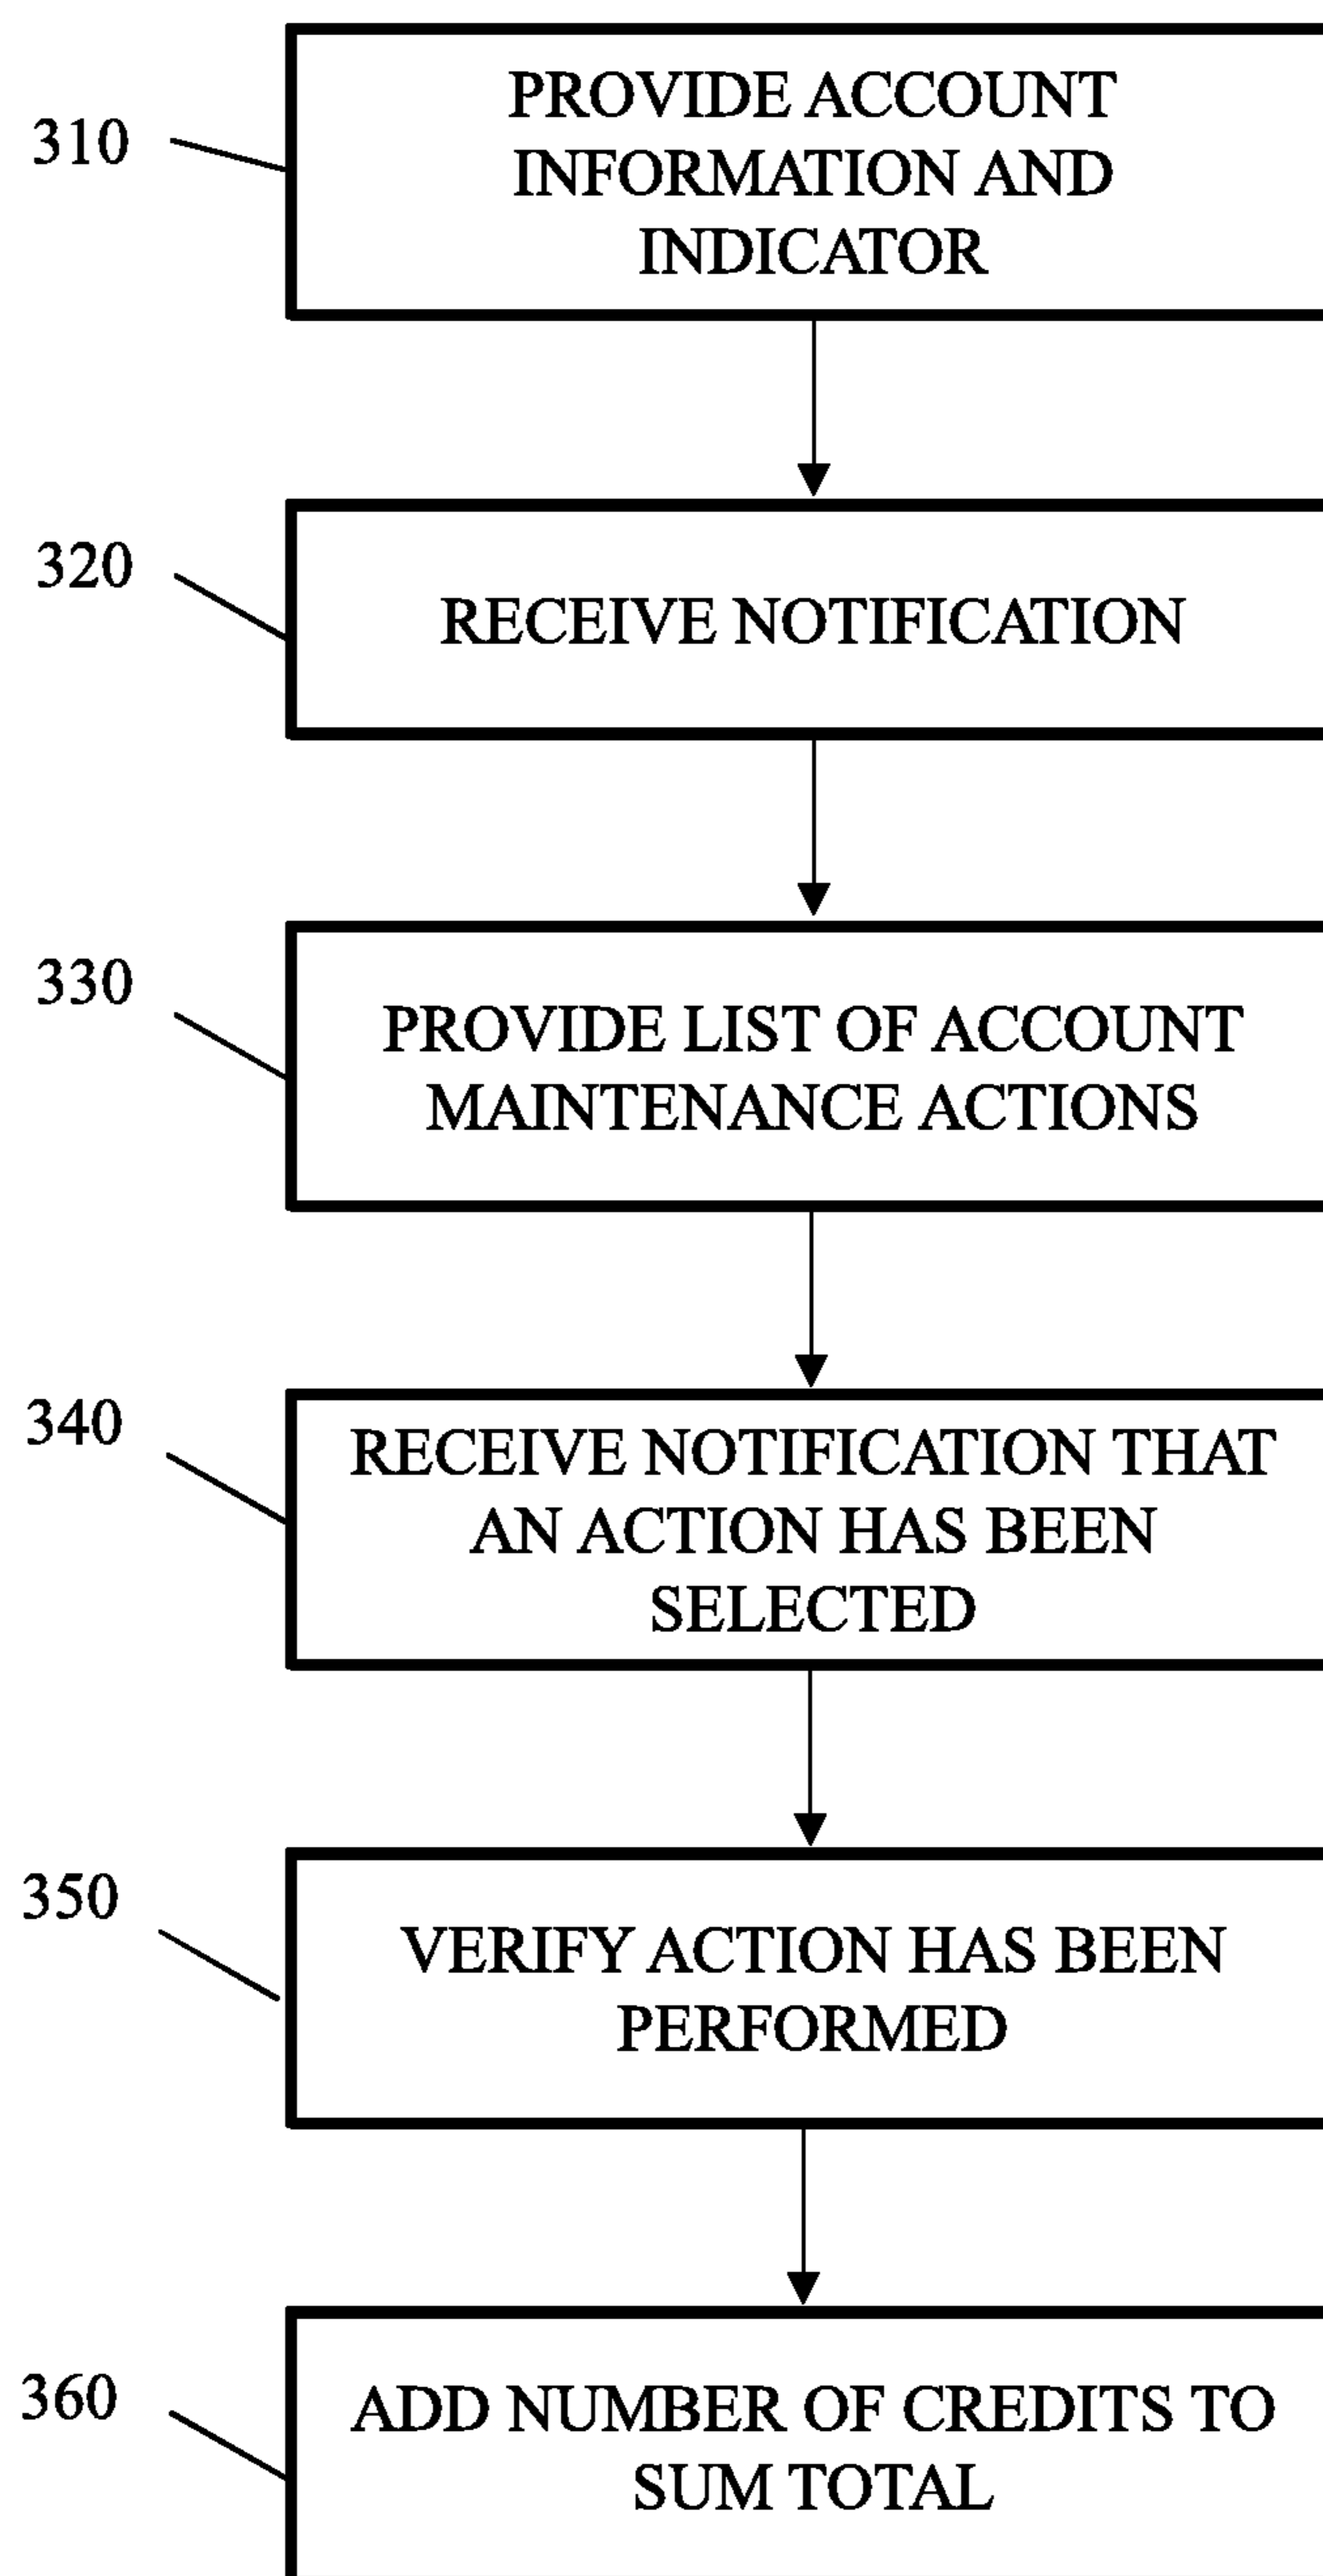 310
PROVIDE ACCOUNT
INFORMATION AND
INDICATOR
320
RECEIVE NOTIFICATION
330
PROVIDE LIST OF ACCOUNT
MAINTENANCE ACTIONS
340
RECEIVE NOTIFICATION THAT
AN ACTION HAS BEEN
SELECTED
350
VERIFY ACTION HAS BEEN
PERFORMED
360
ADD NUMBER OF CREDITS TO
SUM TOTAL